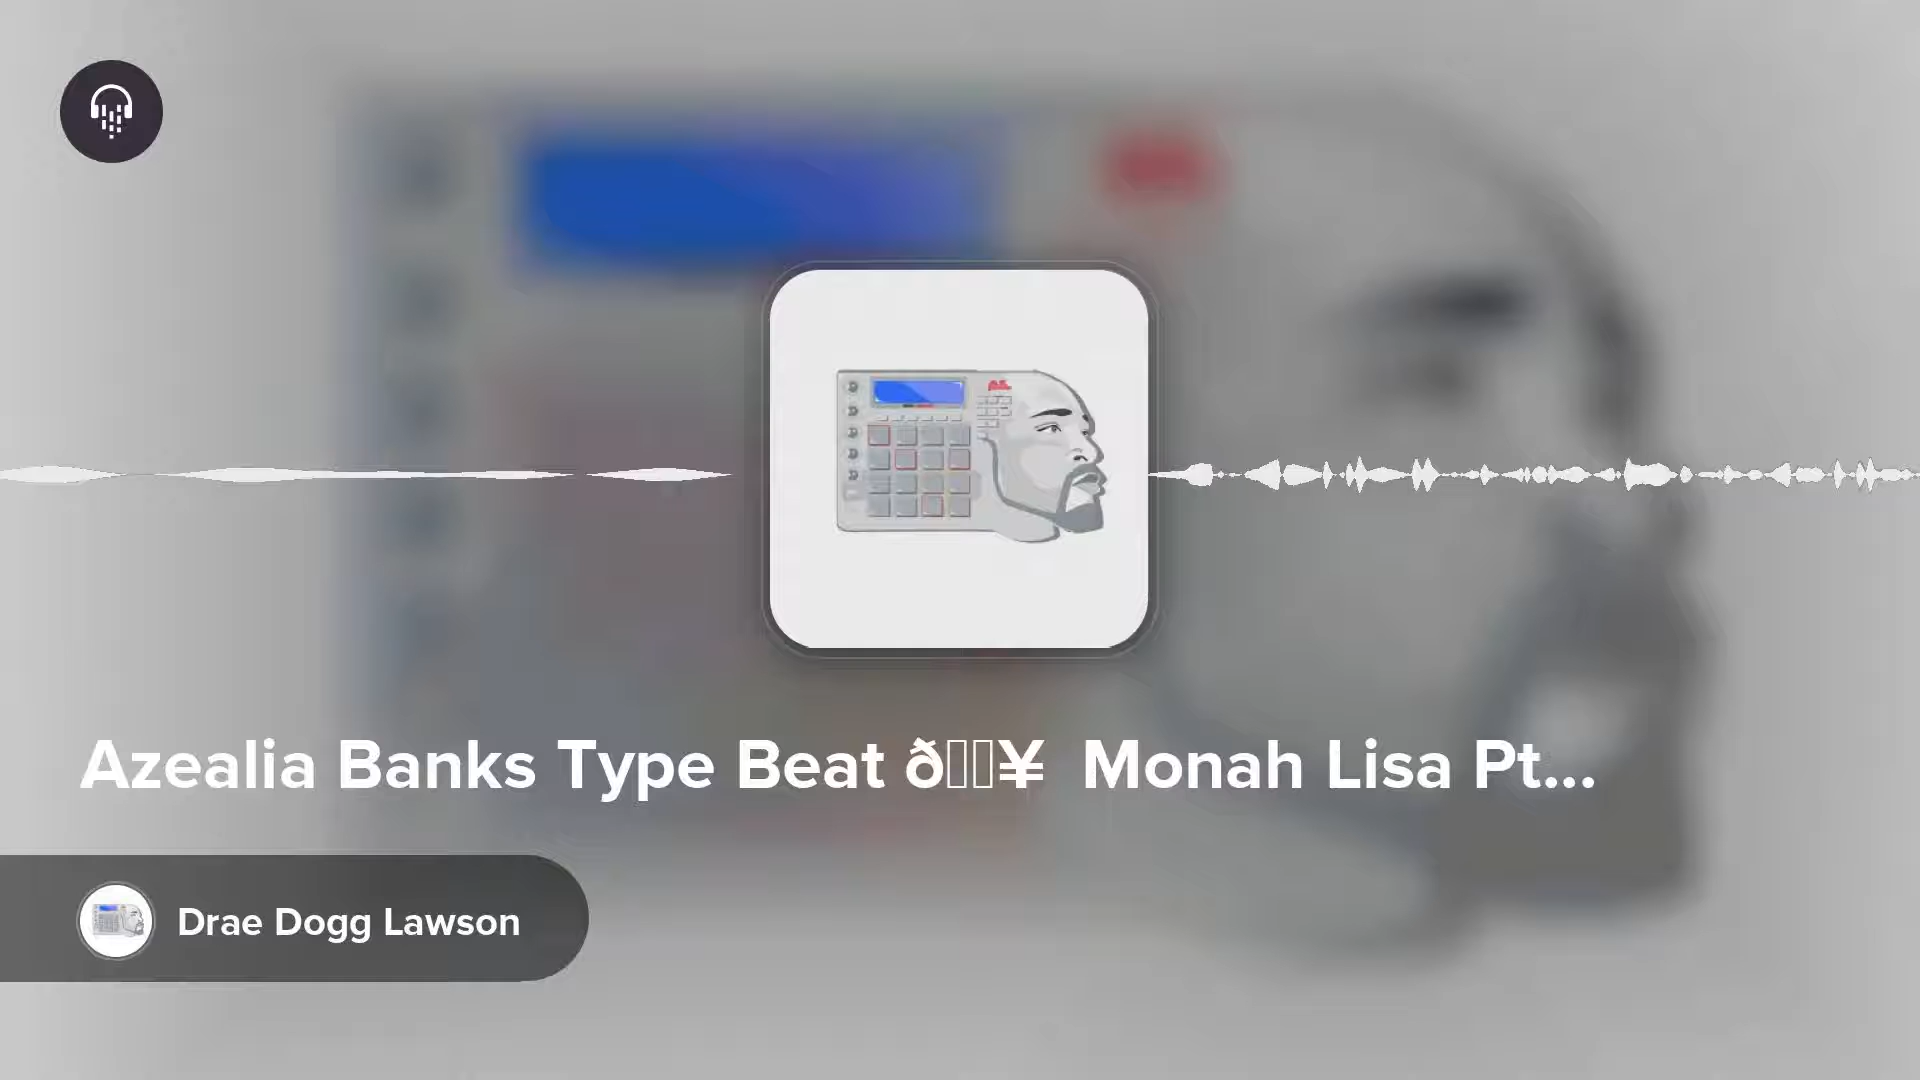 Azealia Banks Type Beat ð▯▯¥ Monah Lisa Pt...
Drae Dogg Lawson